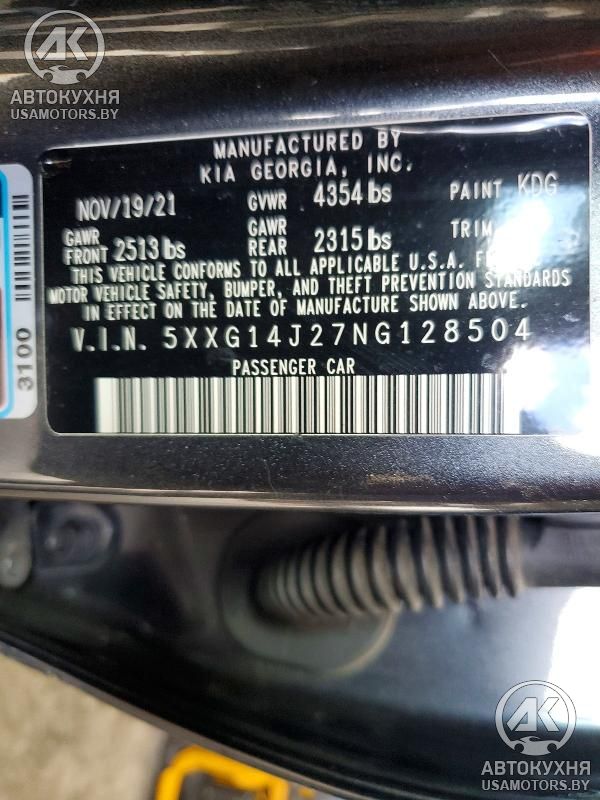 AK
АВТОКУХНЯ
USAMOTORS.BY
MANUFACTURED BY
KIA GEORGIA, INC.
NOV/19/21 GVWR 4354 lbs PAINT KDG
GAWR FRONT 2513 lbs GAWR REAR 2315 lbs TRIM
THIS VEHICLE CONFORMS TO ALL APPLICABLE U.S.A.
MOTOR VEHICLE SAFETY, BUMPER, AND THEFT PREVENTION STANDARDS
IN EFFECT ON THE DATE OF MANUFACTURE SHOWN ABOVE.
V.I.N. 5XXG14J27NG128504
PASSENGER CAR
3100
AK
АВТОКУХНЯ
USAMOTORS.BY